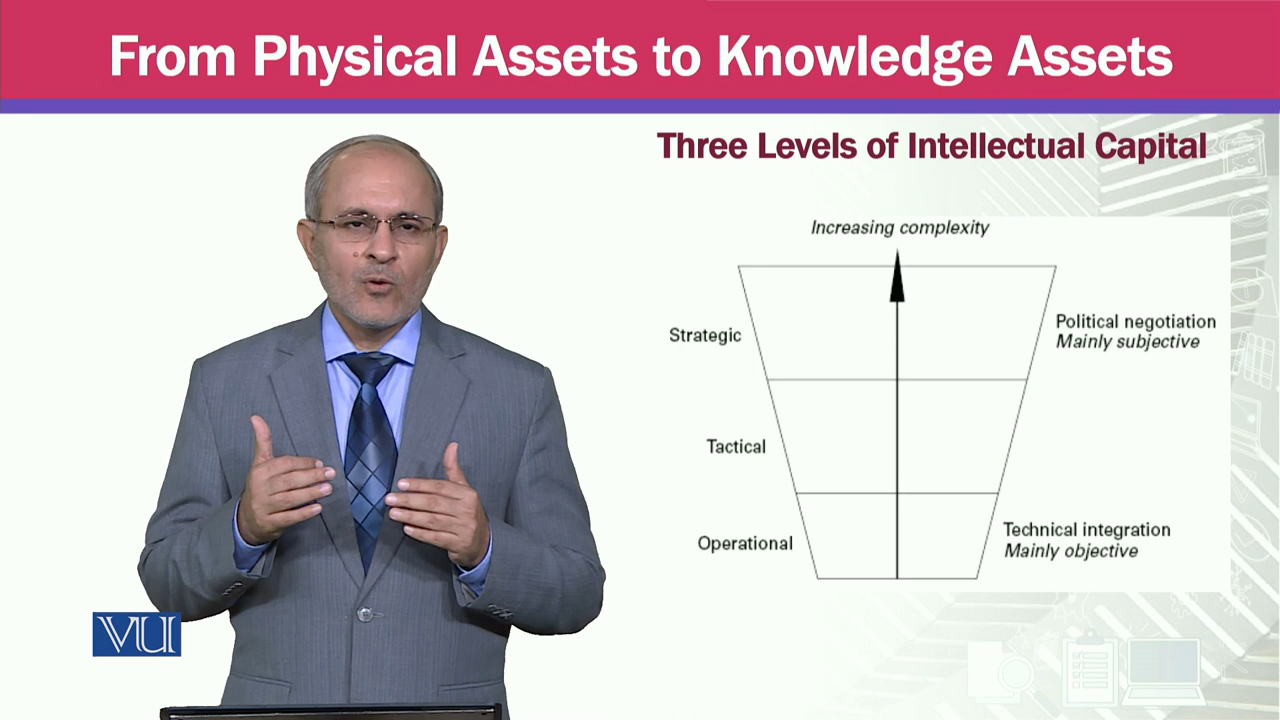 From Physical Assets to Knowledge Assets
Three Levels of Intellectual Capital
Increasing complexity
Strategic
Political negotiation
Mainly subjective
Tactical
Operational
Technical integration
Mainly objective
VU